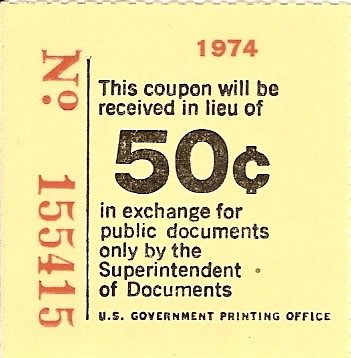 1974
Nº 155415
This coupon will be
received in lieu of
50¢
in exchange for
public documents
only by the
Superintendent
of Documents
U.S. GOVERNMENT PRINTING OFFICE